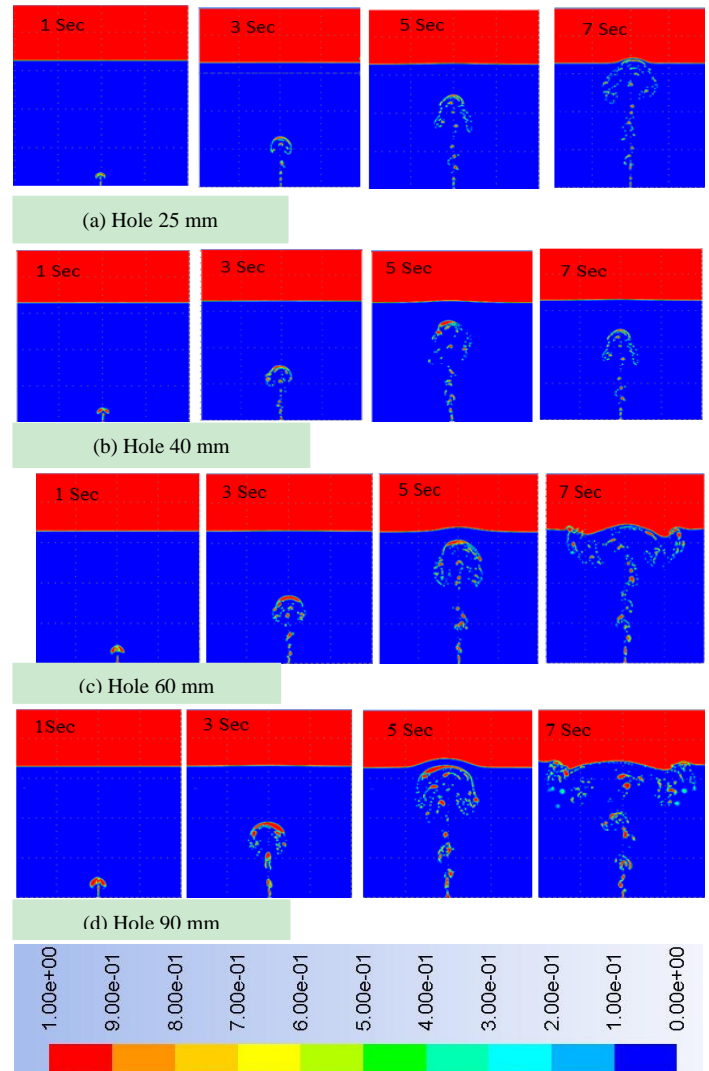 1 Sec
3 Sec
5 Sec
7 Sec
(a) Hole 25 mm
1 Sec
3 Sec
5 Sec
7 Sec
(b) Hole 40 mm
1 Sec
3 Sec
5 Sec
7 Sec
(c) Hole 60 mm
1Sec
3 Sec
5 Sec
7 Sec
(d) Hole 90 mm
1.00e+00
9.00e-01
8.00e-01
7.00e-01
6.00e-01
5.00e-01
4.00e-01
3.00e-01
2.00e-01
1.00e-01
0.00e+00